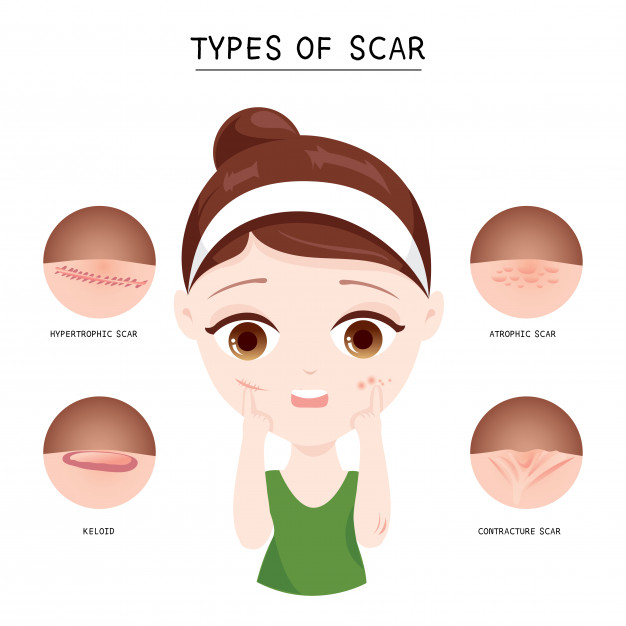 TYPES OF SCAR
HYPERTROPHIC SCAR
ATROPHIC SCAR
KELOID
CONTRACTURE SCAR